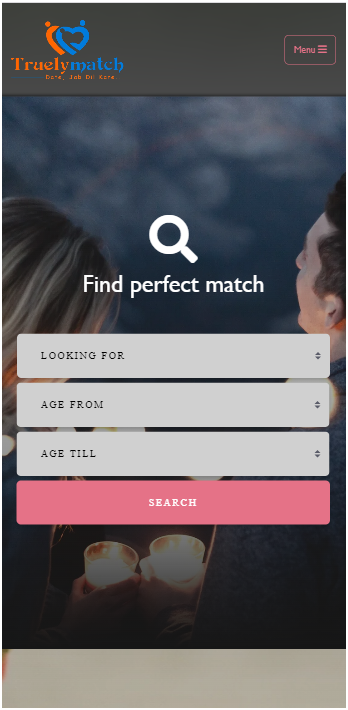 Truelymatch
Date, Jab Dil Kare
Menu
Find perfect match
LOOKING FOR
AGE FROM
AGE TILL
SEARCH